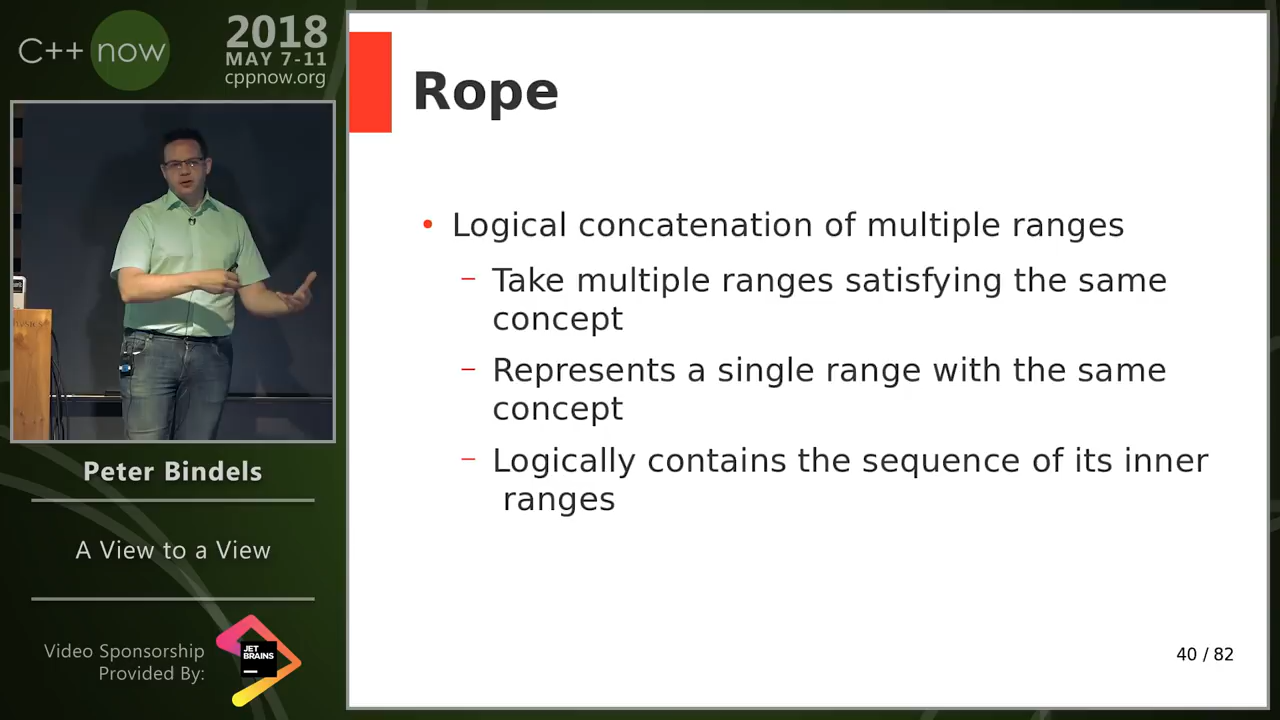 C++ now
2018
MAY 7-11
cppnow.org
Peter Bindels
A View to a View
Video Sponsorship
Provided By:
JET
BRAINS
Rope
• Logical concatenation of multiple ranges
– Take multiple ranges satisfying the same
concept
– Represents a single range with the same
concept
– Logically contains the sequence of its inner
ranges
40 / 82